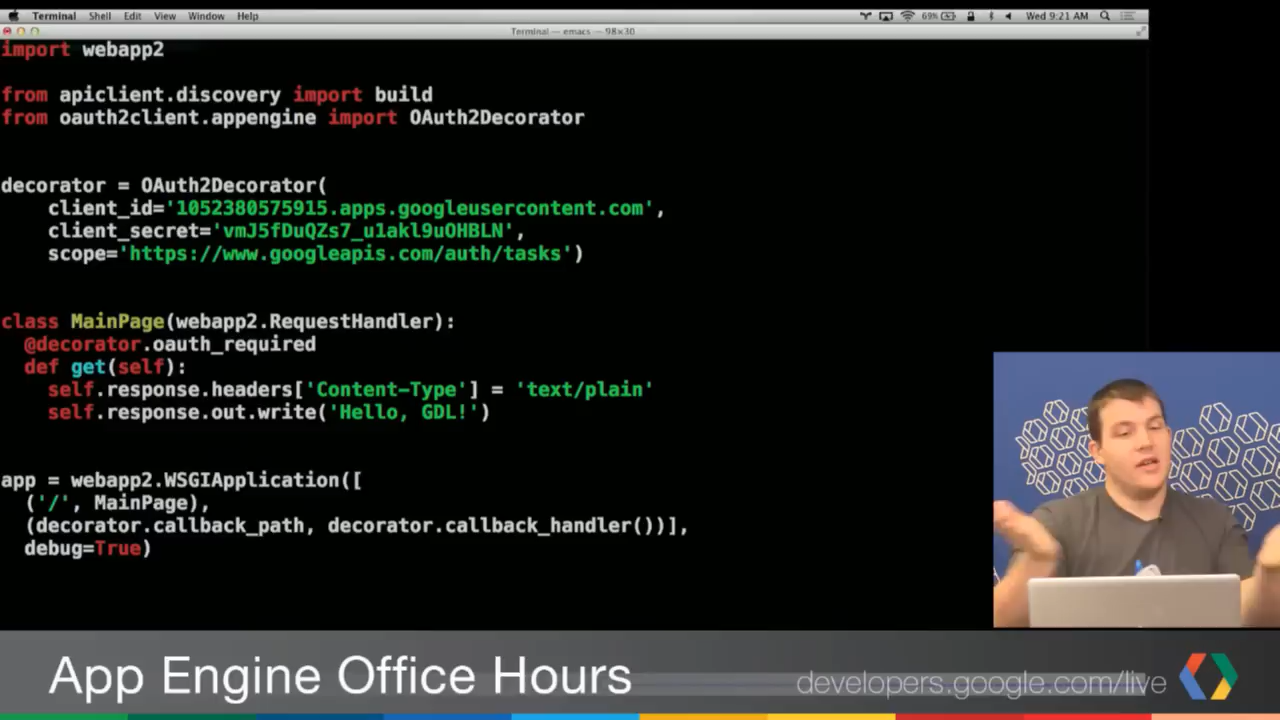 Terminal Shell Edit View Window Help 69% Wed 9:21 AM
Terminal — emacs — 98×30
import webapp2
from apiclient.discovery import build
from oauth2client.appengine import OAuth2Decorator
decorator = OAuth2Decorator(
client_id='1052380575915.apps.googleusercontent.com',
client_secret='vmJ5fDuQZs7_u1akl9uOHBLN',
scope='https://www.googleapis.com/auth/tasks')
class MainPage(webapp2.RequestHandler):
@decorator.oauth_required
def get(self):
self.response.headers['Content-Type'] = 'text/plain'
self.response.out.write('Hello, GDL!')
app = webapp2.WSGIApplication([
('/', MainPage),
(decorator.callback_path, decorator.callback_handler())],
debug=True)
App Engine Office Hours
developers.google.com/live